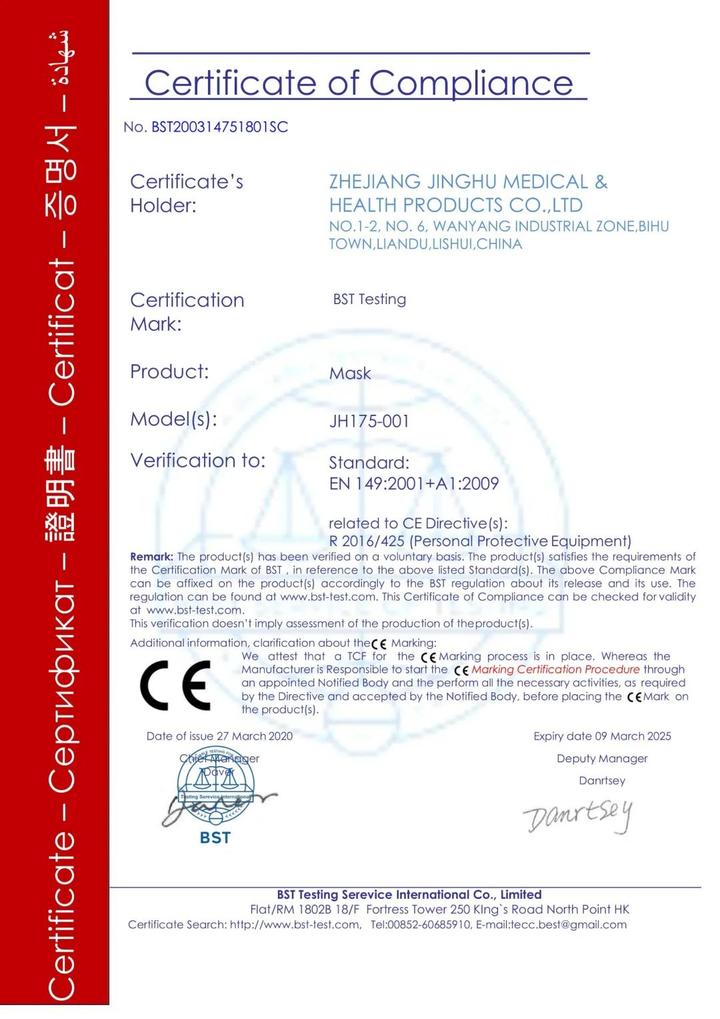 Certificate – Сертификат – 證明書 – Certificat – 증명서 – شهادة
Certificate of Compliance
No. BST200314751801SC
Certificate's
Holder:
ZHEJIANG JINGHU MEDICAL &
HEALTH PRODUCTS CO.,LTD
NO.1-2, NO. 6, WANYANG INDUSTRIAL ZONE,BIHU
TOWN,LIANDU,LISHUI,CHINA
Certification
Mark:
BST Testing
Product:
Mask
Model(s):
JH175-001
Verification to:
Standard:
EN 149:2001+A1:2009
related to CE Directive(s):
R 2016/425 (Personal Protective Equipment)
Remark: The product(s) has been verified on a voluntary basis. The product(s) satisfies the requirements of
the Certification Mark of BST , in reference to the above listed Standard(s). The above Compliance Mark
can be affixed on the product(s) accordingly to the BST regulation about its release and its use. The
regulation can be found at www.bst-test.com. This Certificate of Compliance can be checked for validity
at www.bst-test.com.
This verification doesn't imply assessment of the production of theproduct(s).
Additional information, clarification about the CE Marking:
CE
We attest that a TCF for the CE Marking process is in place. Whereas the
Manufacturer is Responsible to start the CE Marking Certification Procedure through
an appointed Notified Body and the perform all the necessary activities, as required
by the Directive and accepted by the Notified Body, before placing the CE Mark on
the product(s).
Date of issue 27 March 2020
Expiry date 09 March 2025
Chief Manager
Daver
Deputy Manager
Danrtsey
Testing Serevice International
Danrtsey
BST
BST Testing Serevice International Co., Limited
Flat/RM 1802B 18/F Fortress Tower 250 KIng`s Road North Point HK
Certificate Search: http://www.bst-test.com, Tel:00852-60685910, E-mail:tecc.best@gmail.com